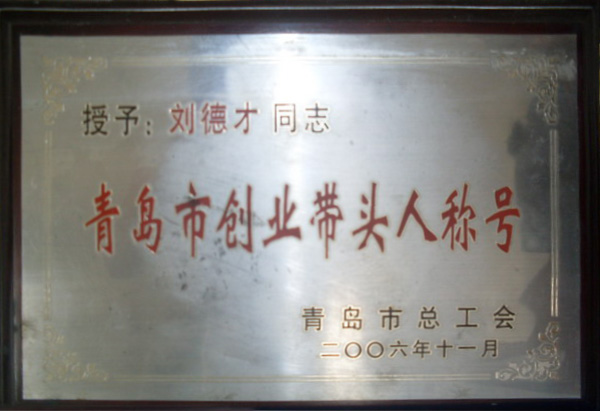 授予：刘德才 同志
青岛市创业带头人称号
青岛市总工会
二〇〇六年十一月